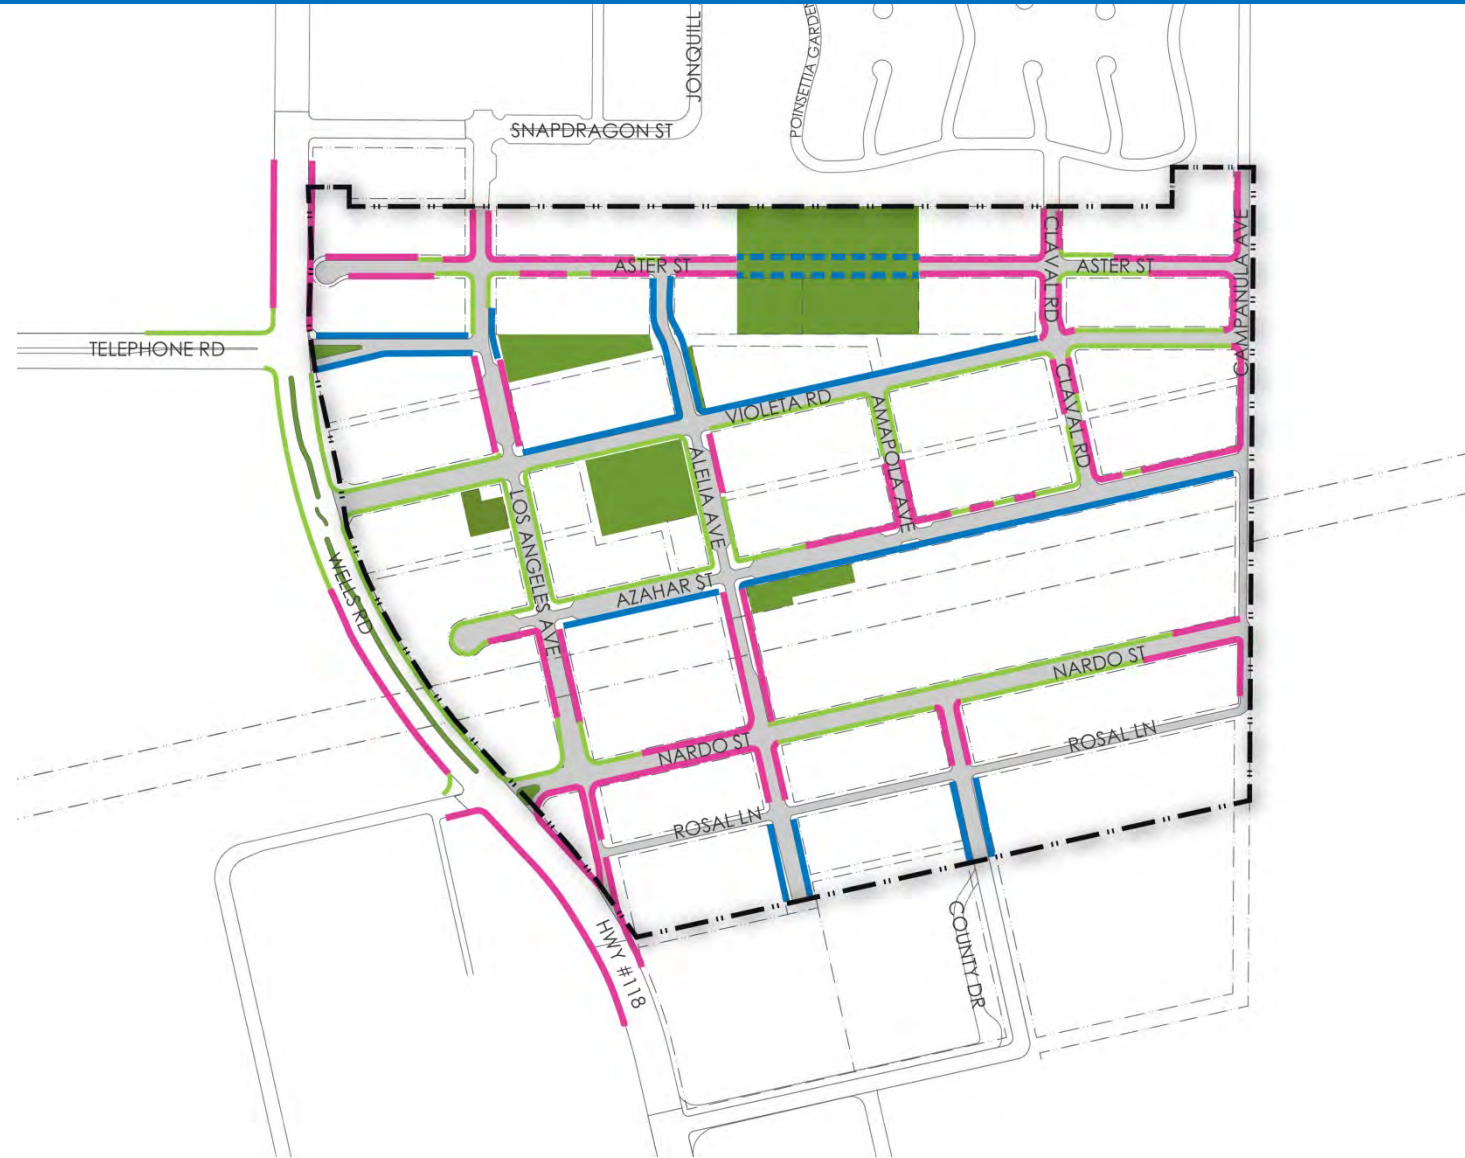 JONQUILL
POINSETTIA GARDEN
SNAPDRAGON ST
ASTER ST
CLAVAL RD
ASTER ST
CAMPANULA AVE
TELEPHONE RD
VIOLETA RD
AMAPOLA AVE
CLAVAL RD
ALELIA AVE
LOS ANGELES AVE
WELLS RD
AZAHAR ST
NARDO ST
NARDO ST
ROSAL LN
ROSAL LN
HWY #118
COUNTY DR